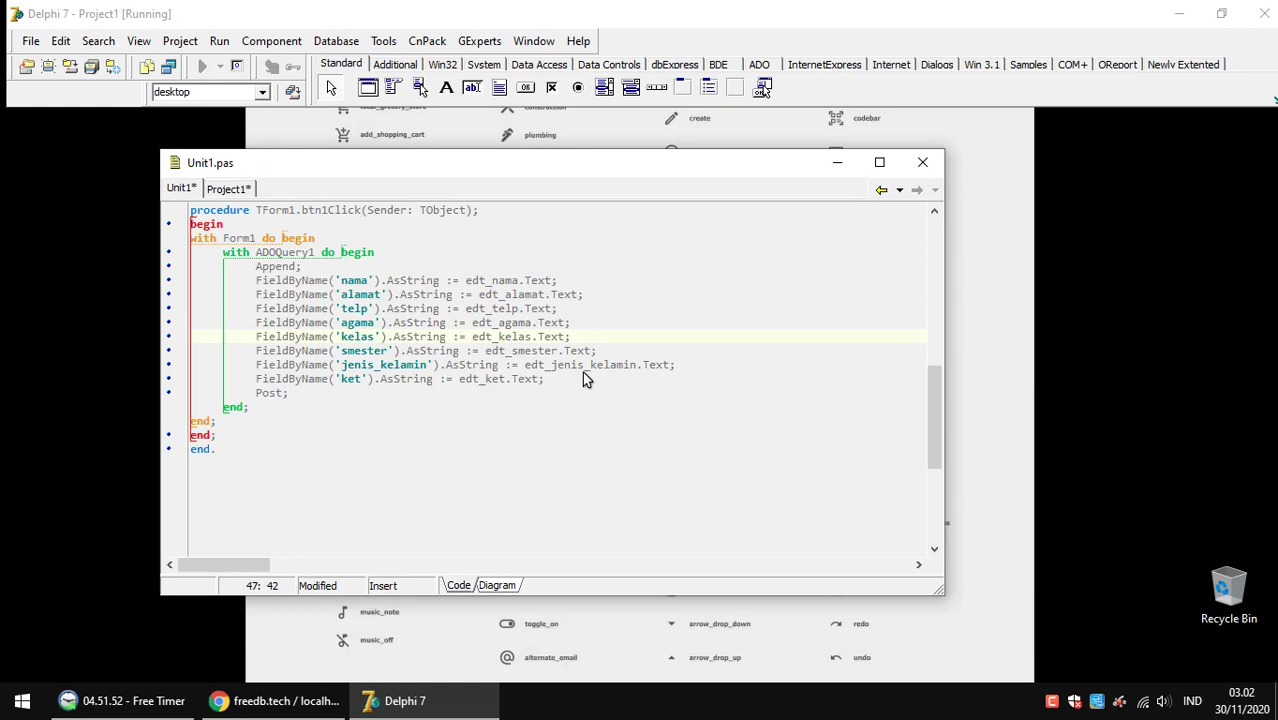 Delphi 7 - Project1 [Running]
File Edit Search View Project Run Component Database Tools CnPack GExperts Window Help
Standard Additional Win32 System Data Access Data Controls dbExpress BDE ADO InternetExpress Internet Dialogs Win 3.1 Samples COM+ QReport Newlv Extented
desktop
construction
create
codebar
add_shopping_cart
plumbing
Unit1.pas
Unit1* Project1*
procedure TForm1.btn1Click(Sender: TObject);
begin
with Form1 do begin
with ADOQuery1 do begin
Append;
FieldByName('nama').AsString := edt_nama.Text;
FieldByName('alamat').AsString := edt_alamat.Text;
FieldByName('telp').AsString := edt_telp.Text;
FieldByName('agama').AsString := edt_agama.Text;
FieldByName('kelas').AsString := edt_kelas.Text;
FieldByName('smester').AsString := edt_smester.Text;
FieldByName('jenis_kelamin').AsString := edt_jenis_kelamin.Text;
FieldByName('ket').AsString := edt_ket.Text;
Post;
end;
end;
end;
end.
47: 42 Modified Insert Code Diagram
music_note
toggle_on
arrow_drop_down
redo
music_off
alternate_email
arrow_drop_up
undo
Recycle Bin
04.51.52 - Free Timer
freedb.tech / localh...
Delphi 7
IND
03.02
30/11/2020